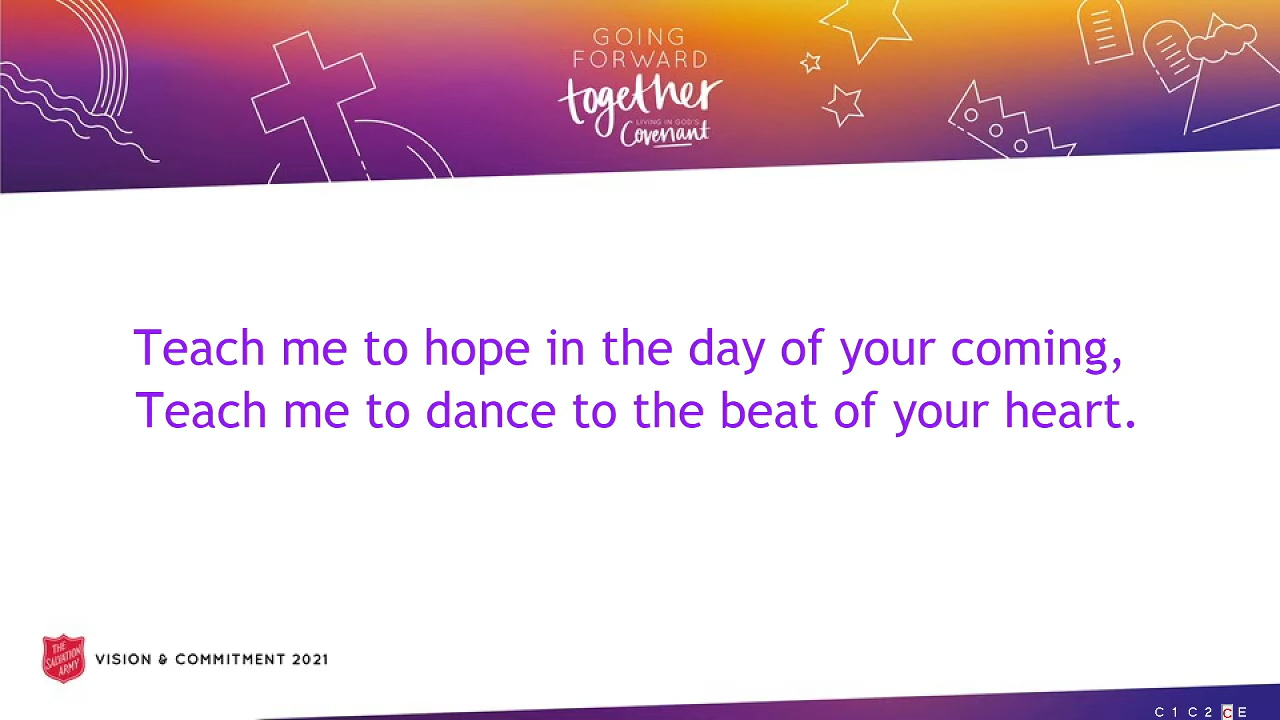 GOING
FORWARD
together
LIVING IN GOD'S
Covenant
Teach me to hope in the day of your coming,
Teach me to dance to the beat of your heart.
THE
SALVATION
ARMY
VISION & COMMITMENT 2021
C 1 C 2 C E